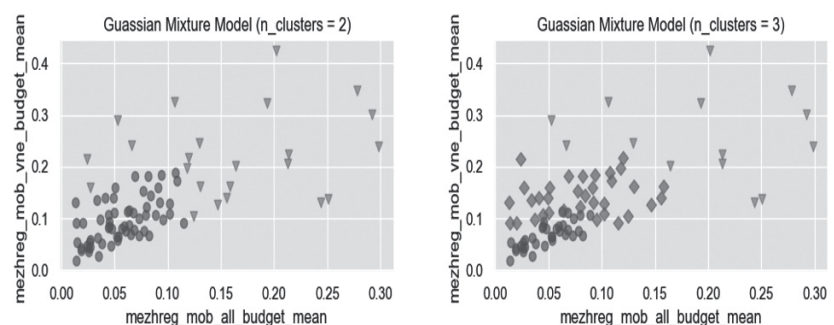 Guassian Mixture Model (n_clusters = 2)
mezhreg_mob_vne_budget_mean
0.4
0.3
0.2
0.1
0.0
0.00 0.05 0.10 0.15 0.20 0.25 0.30
mezhreg_mob_all_budget_mean
Guassian Mixture Model (n_clusters = 3)
mezhreg_mob_vne_budget_mean
0.4
0.3
0.2
0.1
0.0
0.00 0.05 0.10 0.15 0.20 0.25 0.30
mezhreg_mob_all_budget_mean